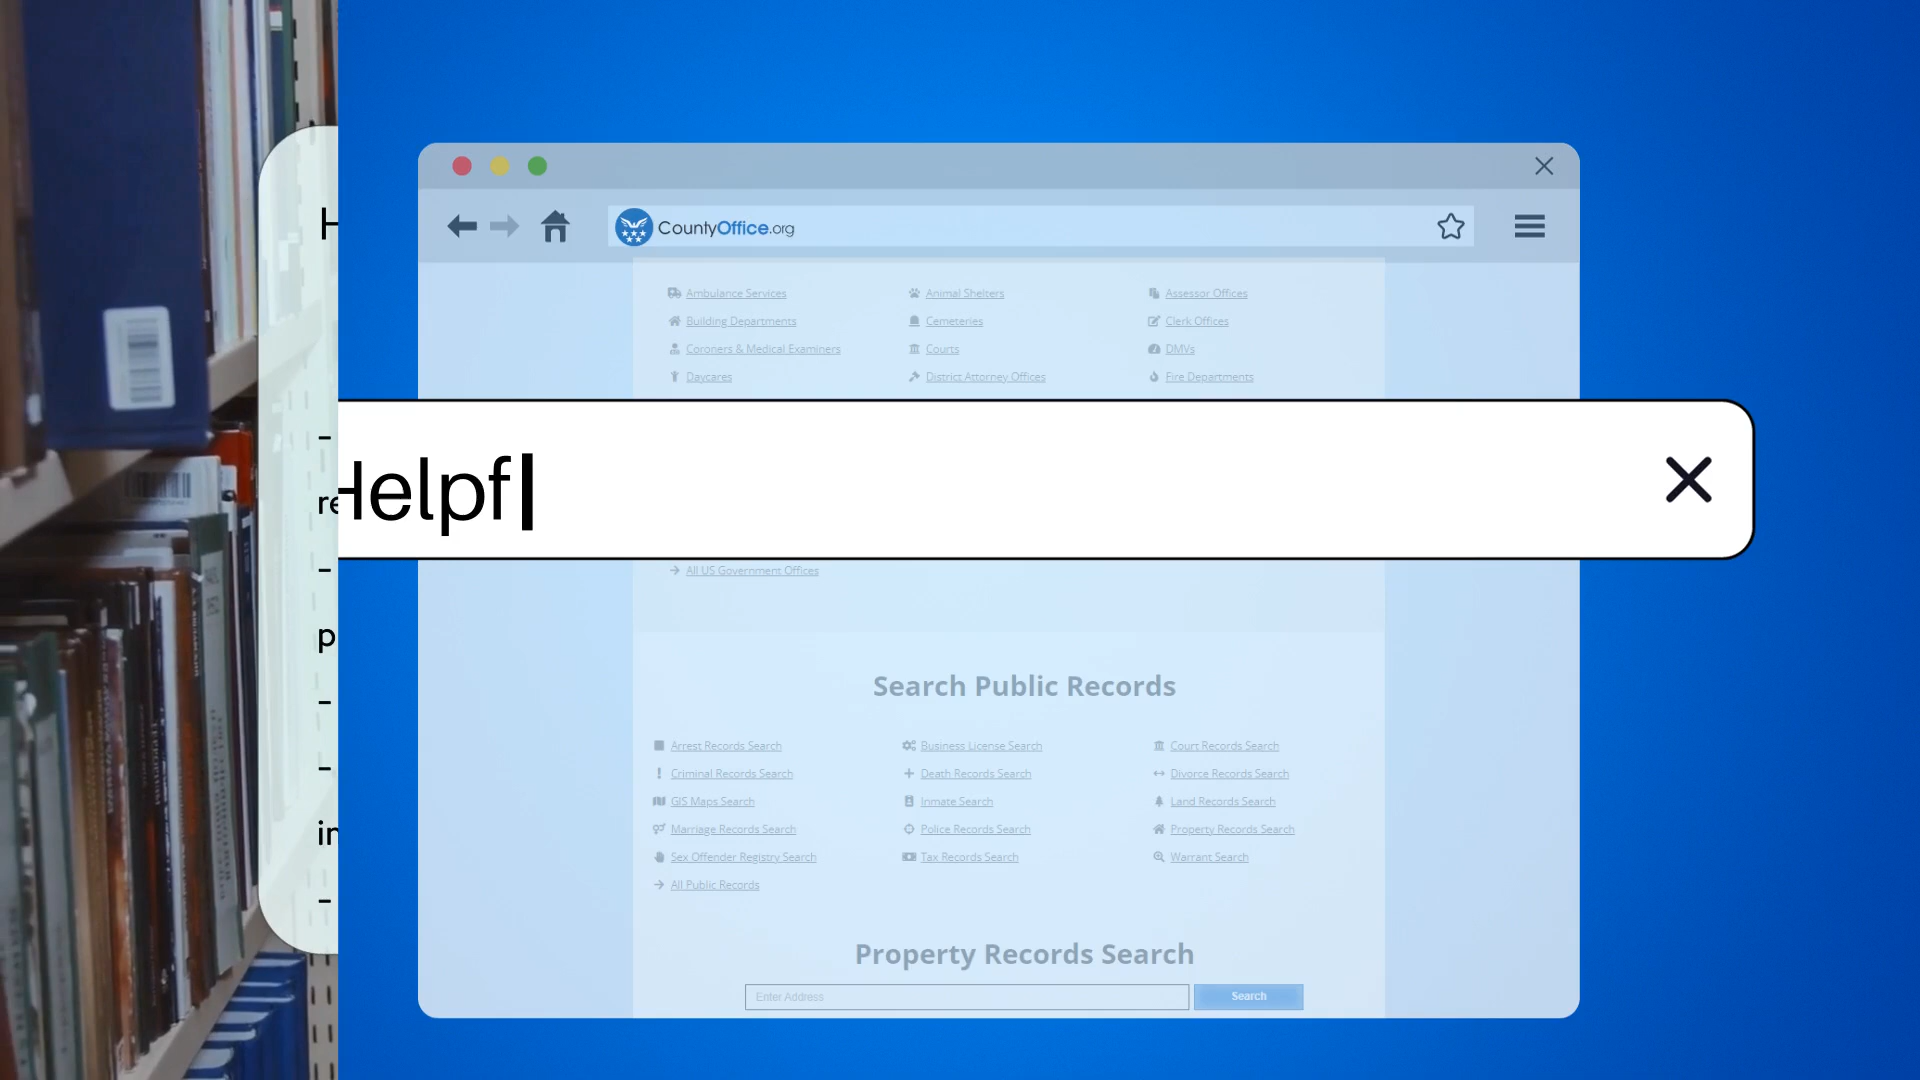 H
-
re
-
p
-
-
in
-
CountyOffice.org
Ambulance Services Animal Shelters Assessor Offices
Building Departments Cemeteries Clerk Offices
Coroners & Medical Examiners Courts DMVs
Daycares District Attorney Offices Fire Departments
Helpf
All US Government Offices
Search Public Records
Arrest Records Search Business License Search Court Records Search
Criminal Records Search Death Records Search Divorce Records Search
GIS Maps Search Inmate Search Land Records Search
Marriage Records Search Police Records Search Property Records Search
Sex Offender Registry Search Tax Records Search Warrant Search
All Public Records
Property Records Search
Enter Address Search